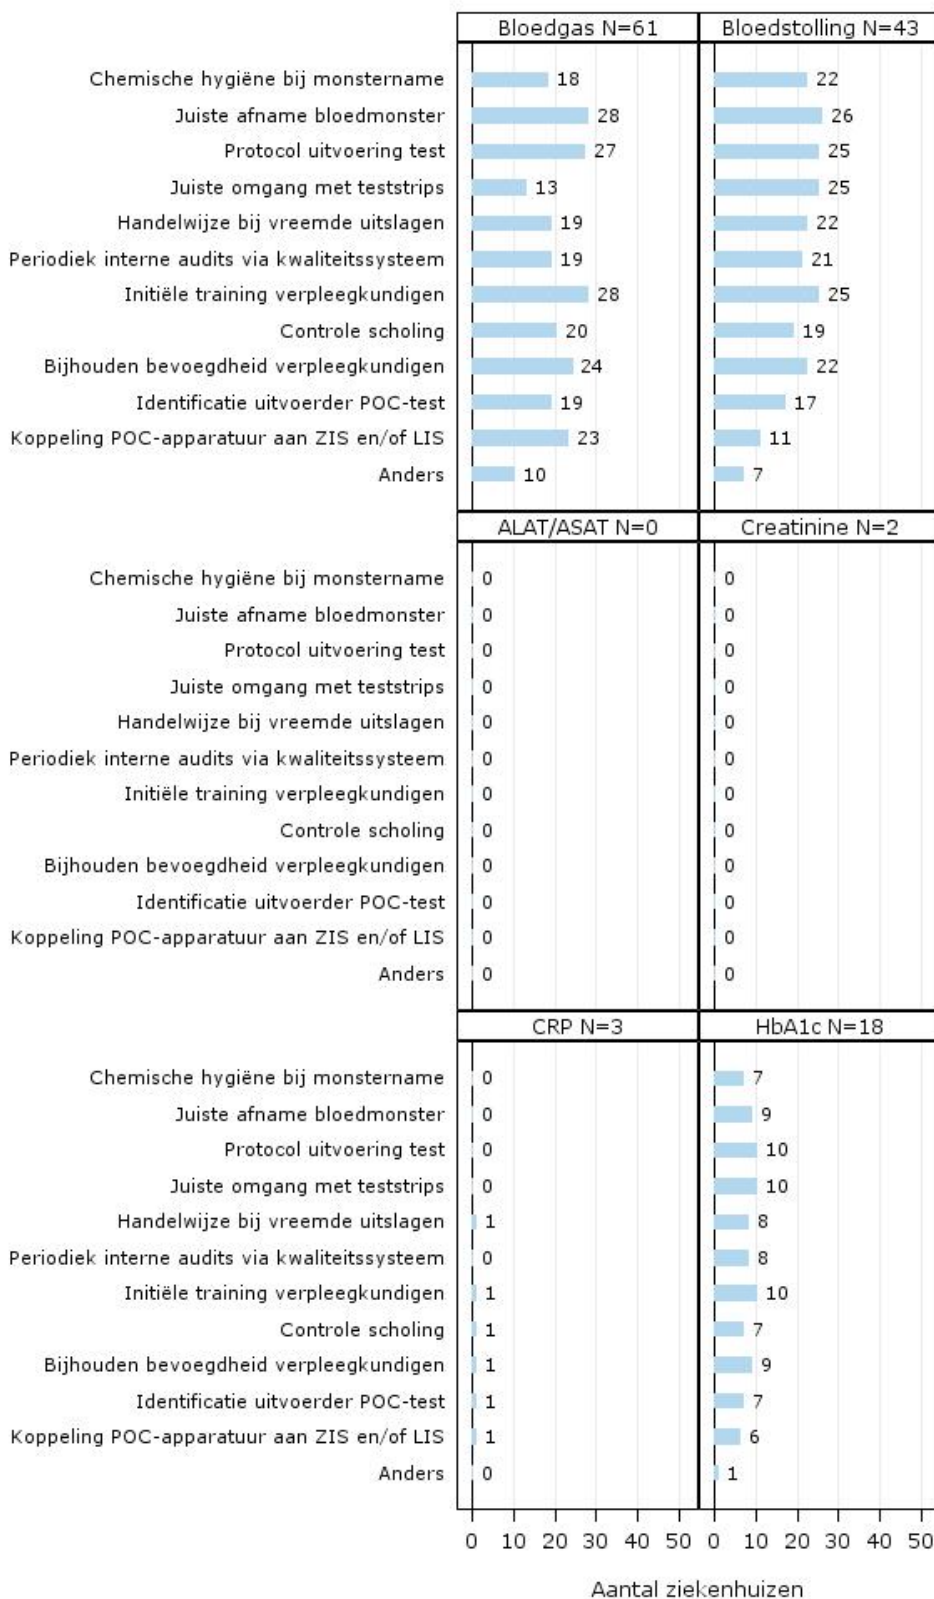 Bloedgas N=61 Bloedstolling N=43
Chemische hygiëne bij monstername 18 22
Juiste afname bloedmonster 28 26
Protocol uitvoering test 27 25
Juiste omgang met teststrips 13 25
Handelwijze bij vreemde uitslagen 19 22
Periodiek interne audits via kwaliteitssysteem 19 21
Initiële training verpleegkundigen 28 25
Controle scholing 20 19
Bijhouden bevoegdheid verpleegkundigen 24 22
Identificatie uitvoerder POC-test 19 17
Koppeling POC-apparatuur aan ZIS en/of LIS 23 11
Anders 10 7
ALAT/ASAT N=0 Creatinine N=2
Chemische hygiëne bij monstername 0 0
Juiste afname bloedmonster 0 0
Protocol uitvoering test 0 0
Juiste omgang met teststrips 0 0
Handelwijze bij vreemde uitslagen 0 0
Periodiek interne audits via kwaliteitssysteem 0 0
Initiële training verpleegkundigen 0 0
Controle scholing 0 0
Bijhouden bevoegdheid verpleegkundigen 0 0
Identificatie uitvoerder POC-test 0 0
Koppeling POC-apparatuur aan ZIS en/of LIS 0 0
Anders 0 0
CRP N=3 HbA1c N=18
Chemische hygiëne bij monstername 0 7
Juiste afname bloedmonster 0 9
Protocol uitvoering test 0 10
Juiste omgang met teststrips 0 10
Handelwijze bij vreemde uitslagen 1 8
Periodiek interne audits via kwaliteitssysteem 0 8
Initiële training verpleegkundigen 1 10
Controle scholing 1 7
Bijhouden bevoegdheid verpleegkundigen 1 9
Identificatie uitvoerder POC-test 1 7
Koppeling POC-apparatuur aan ZIS en/of LIS 1 6
Anders 0 1
0 10 20 30 40 50 0 10 20 30 40 50
Aantal ziekenhuizen